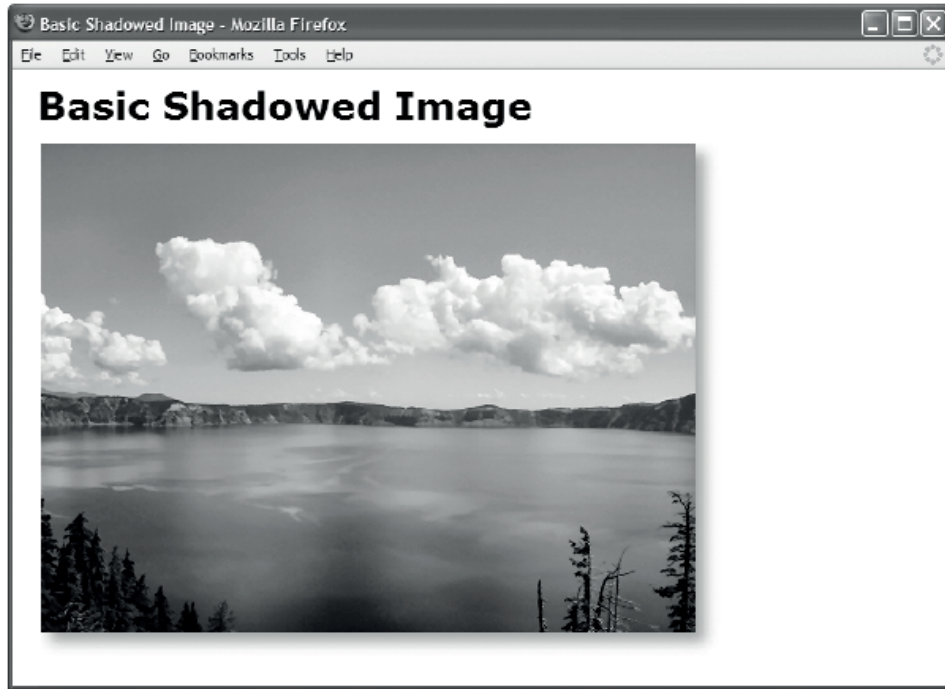 Basic Shadowed Image - Mozilla Firefox
File Edit View Go Bookmarks Tools Help
Basic Shadowed Image